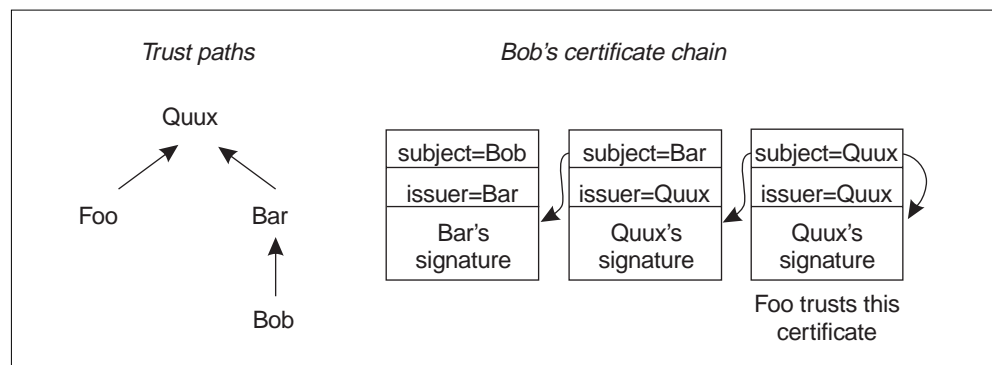 Trust paths
Quux
Foo
Bar
Bob
Bob's certificate chain
subject=Bob
issuer=Bar
Bar's
signature
subject=Bar
issuer=Quux
Quux's
signature
subject=Quux
issuer=Quux
Quux's
signature
Foo trusts this
certificate